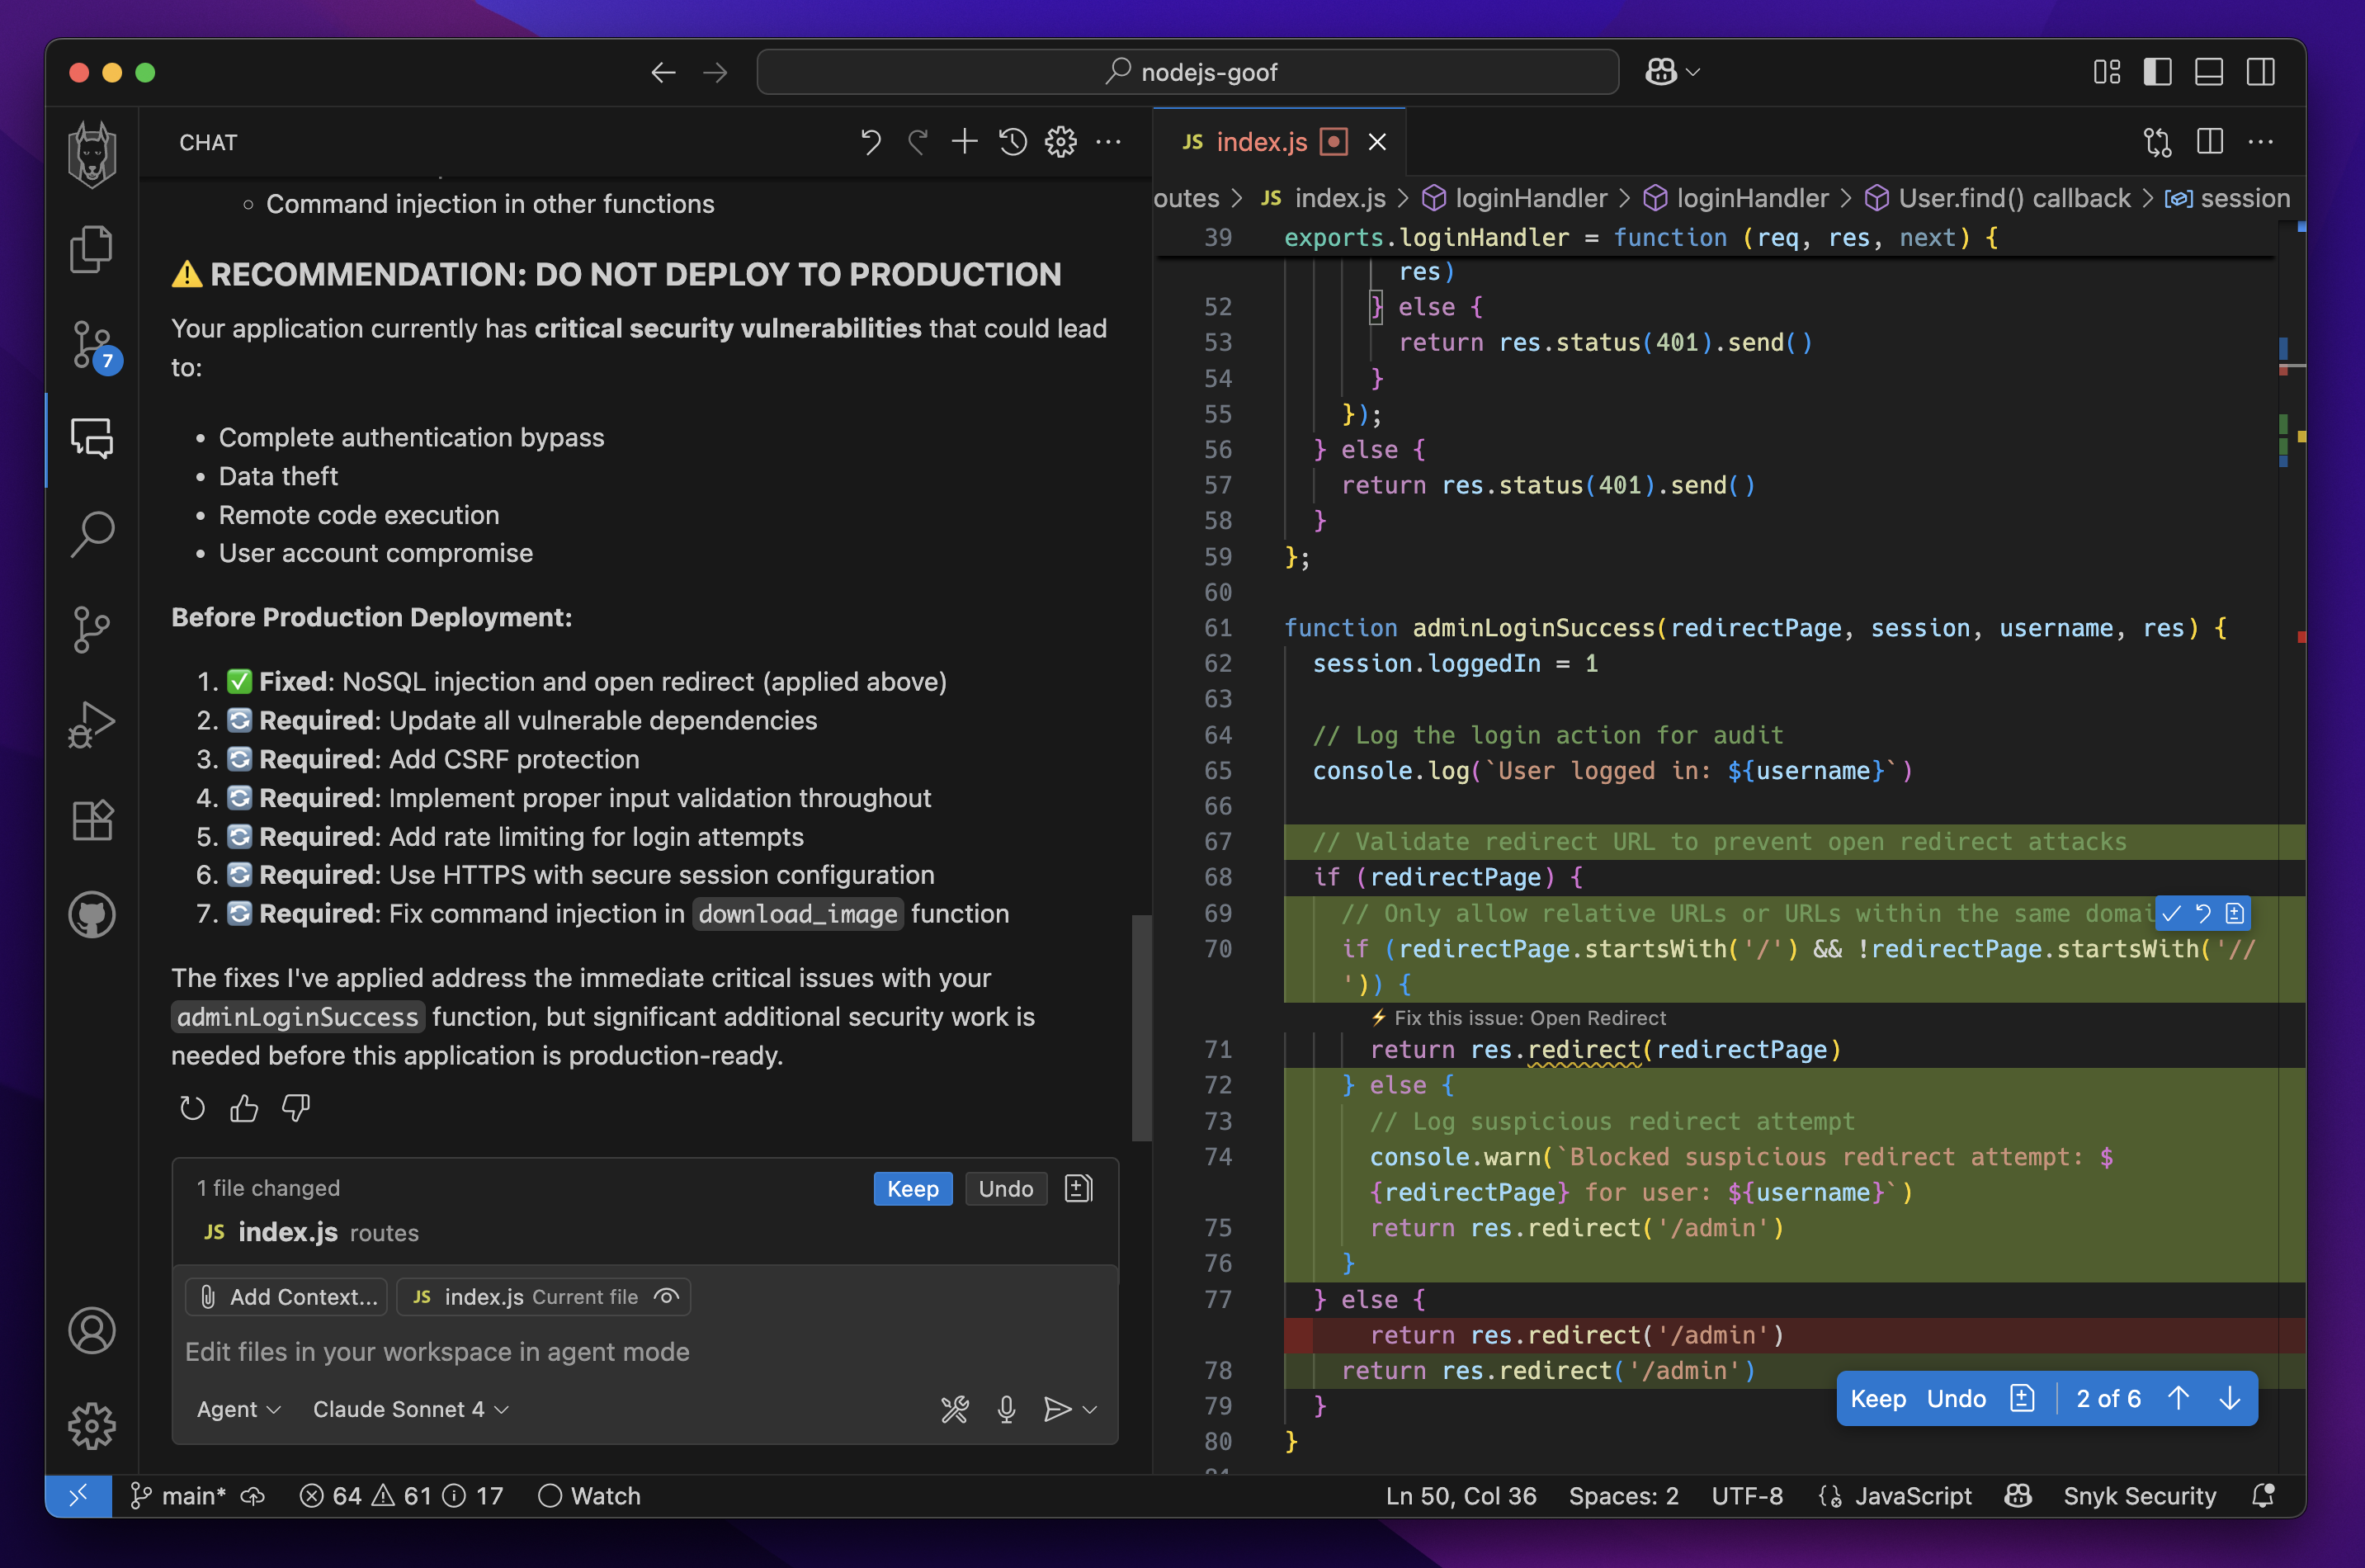 nodejs-goof
CHAT
Command injection in other functions
RECOMMENDATION: DO NOT DEPLOY TO PRODUCTION
Your application currently has critical security vulnerabilities that could lead
to:
Complete authentication bypass
Data theft
Remote code execution
User account compromise
Before Production Deployment:
1. Fixed: NoSQL injection and open redirect (applied above)
2. Required: Update all vulnerable dependencies
3. Required: Add CSRF protection
4. Required: Implement proper input validation throughout
5. Required: Add rate limiting for login attempts
6. Required: Use HTTPS with secure session configuration
7. Required: Fix command injection in download_image function
The fixes I've applied address the immediate critical issues with your
adminLoginSuccess function, but significant additional security work is
needed before this application is production-ready.
1 file changed
Keep Undo
JS index.js routes
Add Context...
JS index.js Current file
Edit files in your workspace in agent mode
Agent
Claude Sonnet 4
7
JS index.js
outes > JS index.js > loginHandler > loginHandler > User.find() callback > session
39 exports.loginHandler = function (req, res, next) {
res)
52 } else {
53 return res.status(401).send()
54 }
55 });
56 } else {
57 return res.status(401).send()
58 }
59 };
60
61 function adminLoginSuccess(redirectPage, session, username, res) {
62 session.loggedIn = 1
63
64 // Log the login action for audit
65 console.log(`User logged in: ${username}`)
66
67 // Validate redirect URL to prevent open redirect attacks
68 if (redirectPage) {
69 // Only allow relative URLs or URLs within the same domai
70 if (redirectPage.startsWith('/') && !redirectPage.startsWith('//
')) {
Fix this issue: Open Redirect
71 return res.redirect(redirectPage)
72 } else {
73 // Log suspicious redirect attempt
74 console.warn(`Blocked suspicious redirect attempt: $
{redirectPage} for user: ${username}`)
75 return res.redirect('/admin')
76 }
77 } else {
return res.redirect('/admin')
78 return res.redirect('/admin')
79 }
80 }
Keep Undo 2 of 6
main* 64 61 17 Watch
Ln 50, Col 36 Spaces: 2 UTF-8 JavaScript Snyk Security